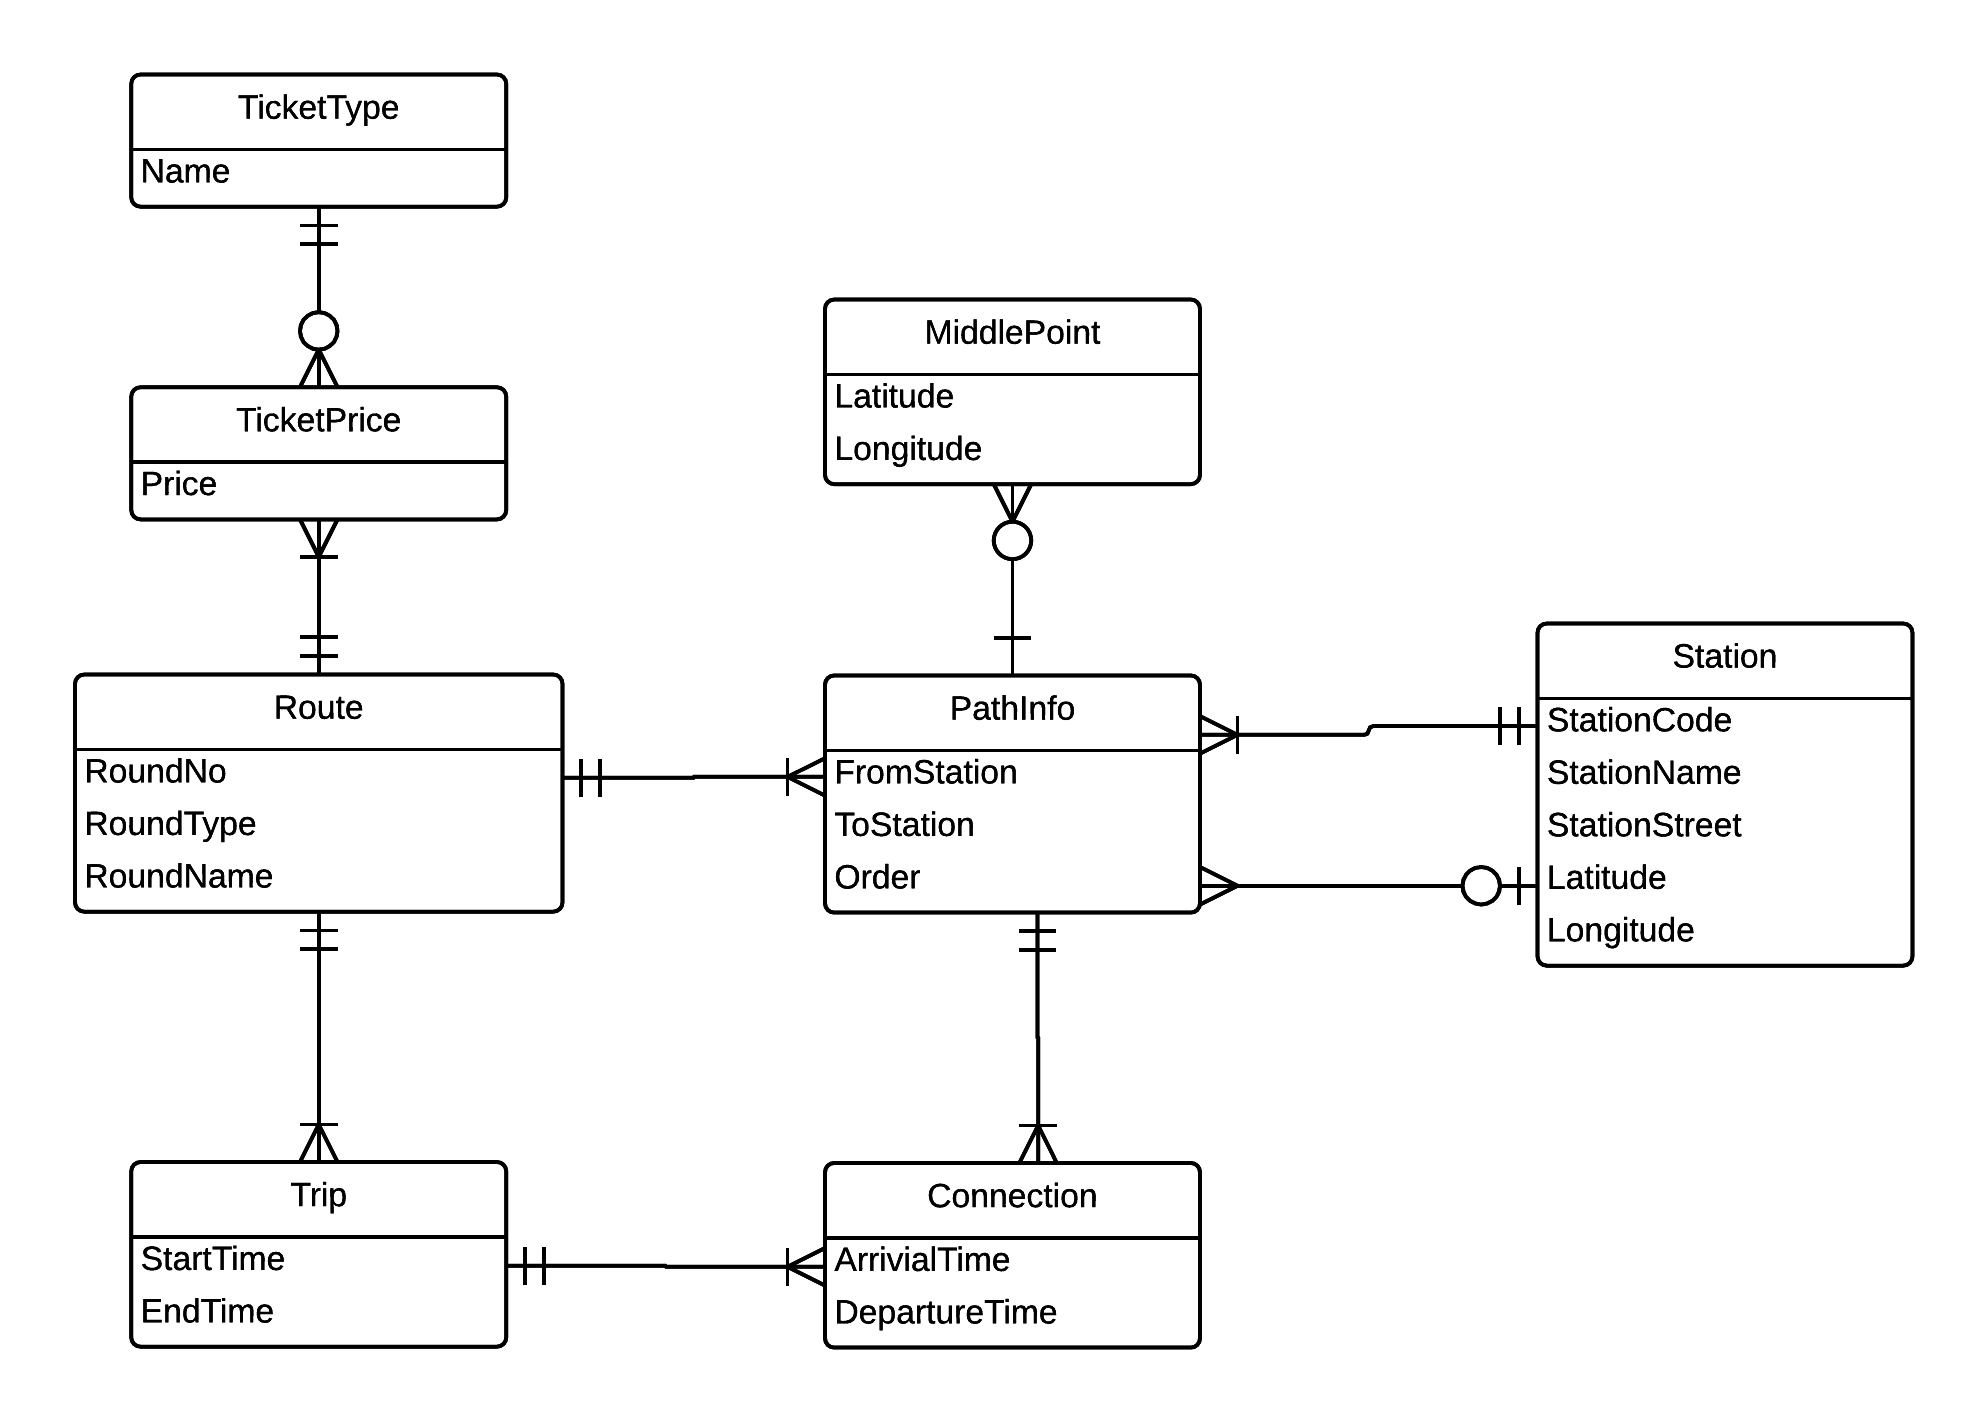 TicketType
Name
TicketPrice
Price
MiddlePoint
Latitude
Longitude
Route
RoundNo
RoundType
RoundName
PathInfo
FromStation
ToStation
Order
Station
StationCode
StationName
StationStreet
Latitude
Longitude
Trip
StartTime
EndTime
Connection
ArrivialTime
DepartureTime